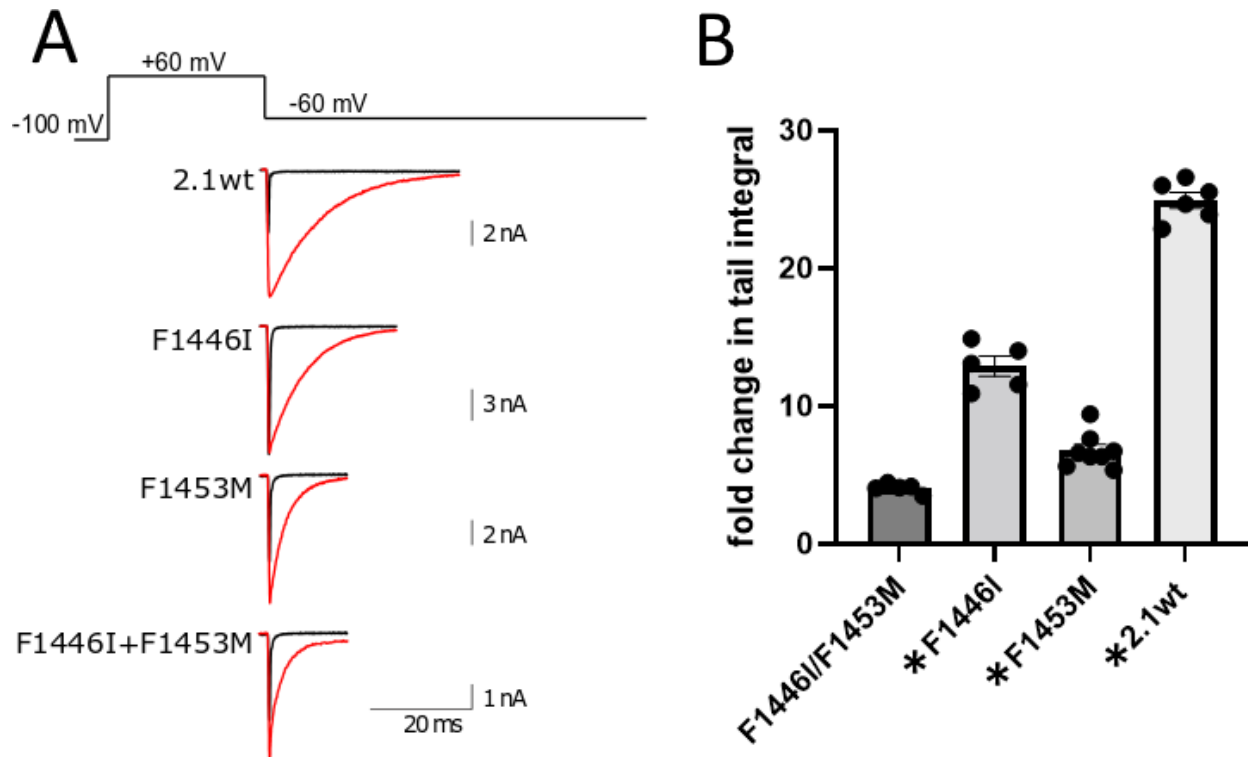 A
+60 mV
-60 mV
-100 mV
2.1wt
2 nA
F1446I
3 nA
F1453M
2 nA
F1446I+F1453M
1 nA
20 ms
B
fold change in tail integral
30
20
10
0
F1446I/F1453M
*F1446I
*F1453M
*2.1wt